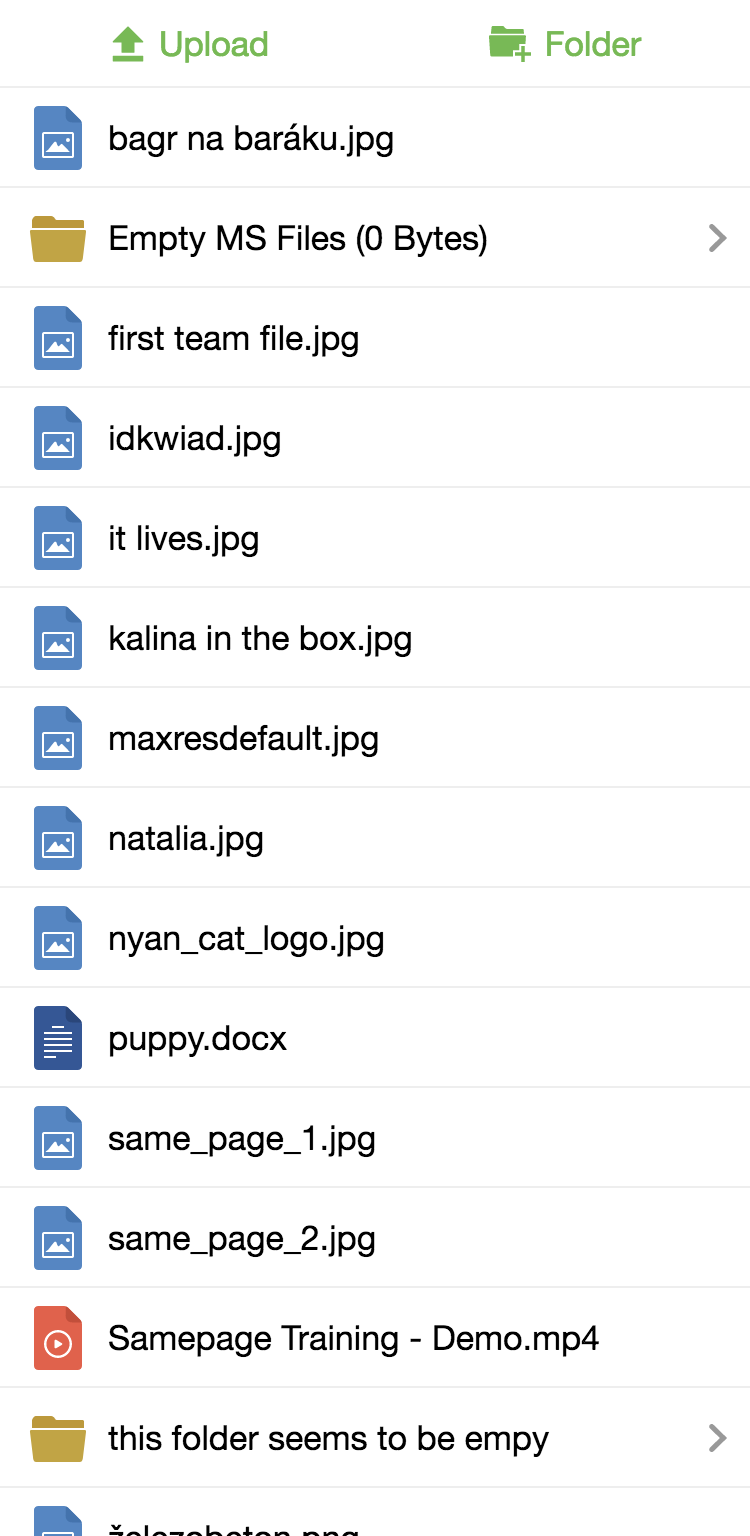 Upload
Folder
bagr na baráku.jpg
Empty MS Files (0 Bytes)
first team file.jpg
idkwiad.jpg
it lives.jpg
kalina in the box.jpg
maxresdefault.jpg
natalia.jpg
nyan_cat_logo.jpg
puppy.docx
same_page_1.jpg
same_page_2.jpg
Samepage Training - Demo.mp4
this folder seems to be empy
železobeton.png